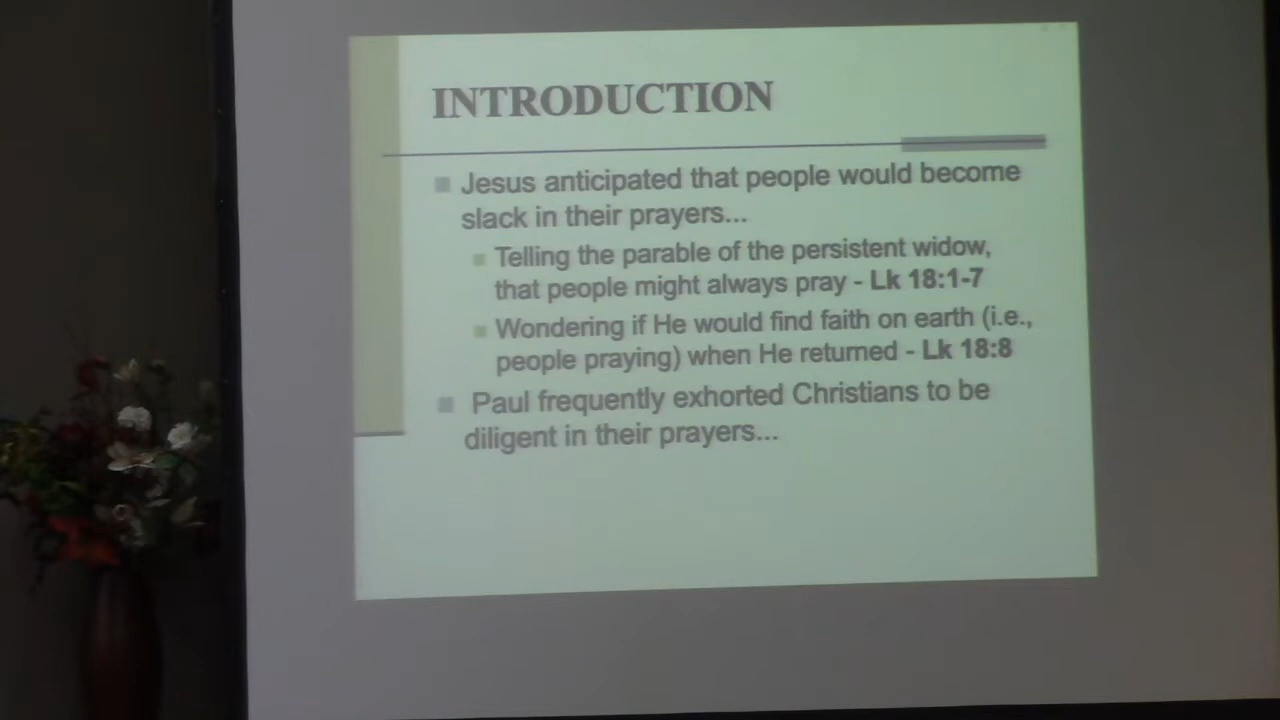 INTRODUCTION
Jesus anticipated that people would become
slack in their prayers...
Telling the parable of the persistent widow,
that people might always pray - Lk 18:1-7
Wondering if He would find faith on earth (i.e.,
people praying) when He returned - Lk 18:8
Paul frequently exhorted Christians to be
diligent in their prayers...